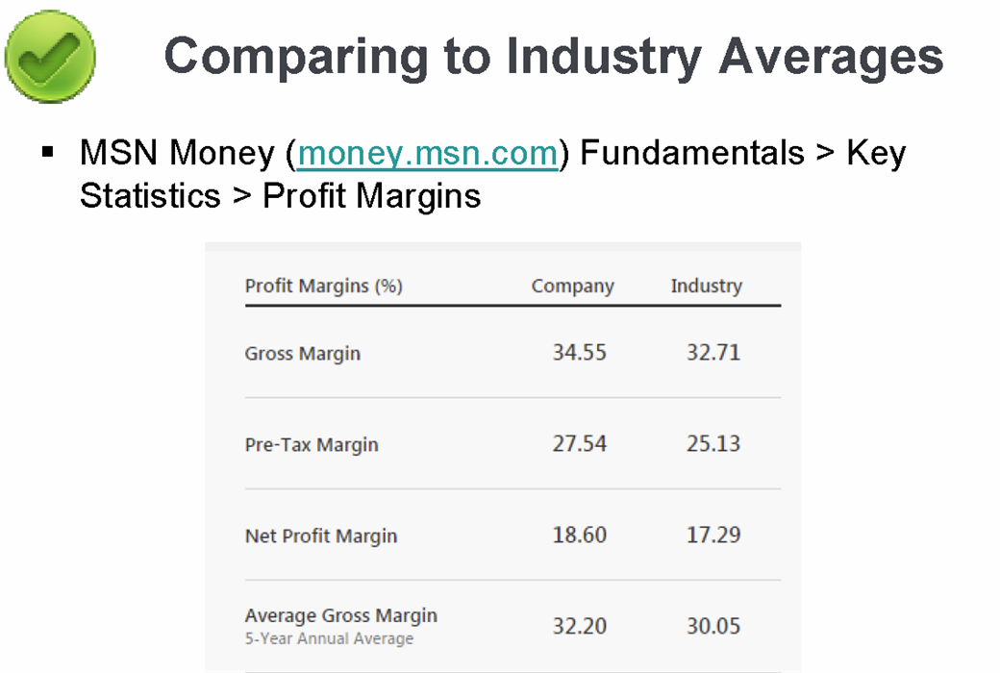 Comparing to Industry Averages
▪ MSN Money (money.msn.com) Fundamentals > Key
Statistics > Profit Margins
Profit Margins (%) Company Industry
Gross Margin 34.55 32.71
Pre-Tax Margin 27.54 25.13
Net Profit Margin 18.60 17.29
Average Gross Margin 32.20 30.05
5-Year Annual Average